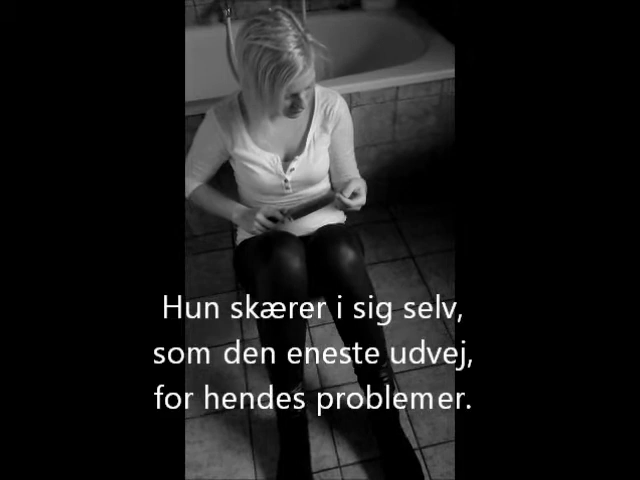 Hun skærer i sig selv,
som den eneste udvej,
for hendes problemer.